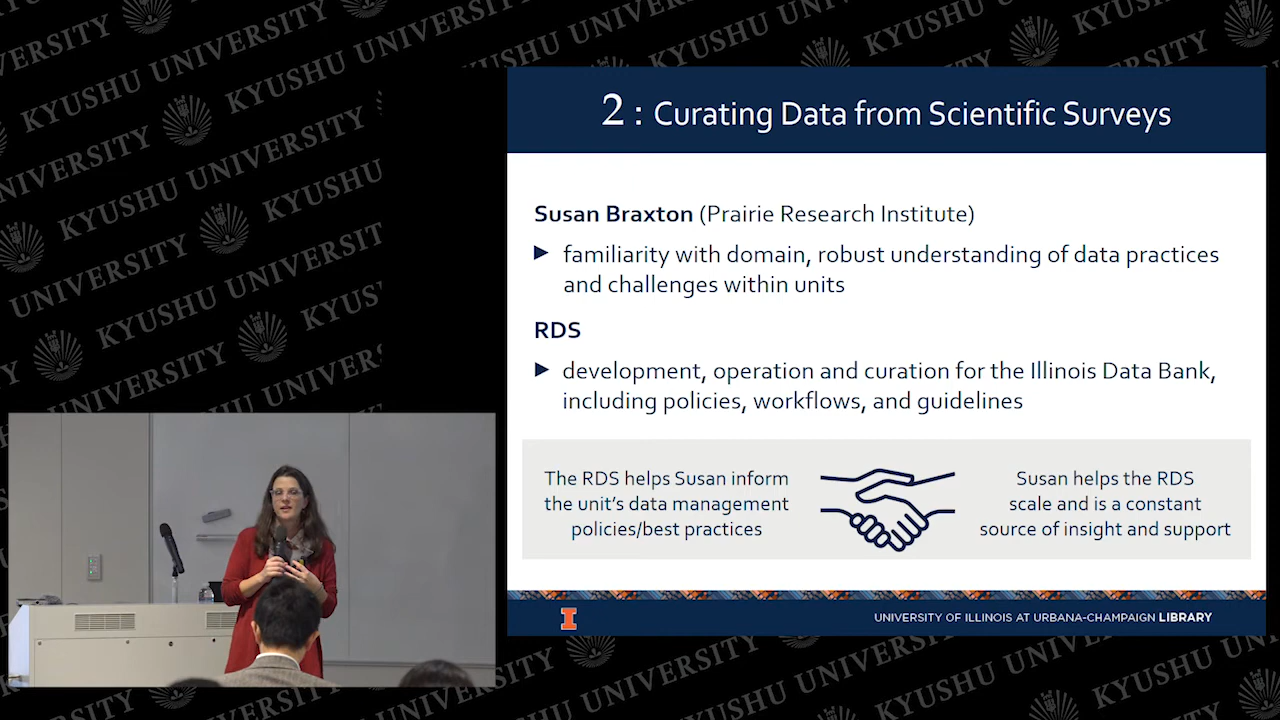 2 : Curating Data from Scientific Surveys
Susan Braxton (Prairie Research Institute)
► familiarity with domain, robust understanding of data practices
and challenges within units
RDS
► development, operation and curation for the Illinois Data Bank,
including policies, workflows, and guidelines
The RDS helps Susan inform
the unit's data management
policies/best practices
Susan helps the RDS
scale and is a constant
source of insight and support
I
UNIVERSITY OF ILLINOIS AT URBANA-CHAMPAIGN LIBRARY
KYUSHU UNIVERSITY